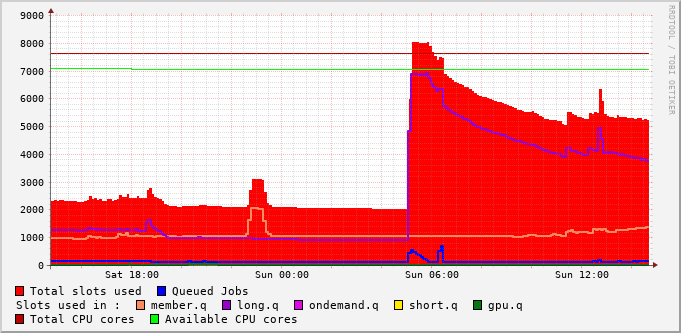 9000
8000
7000
6000
5000
4000
3000
2000
1000
0
Sat 18:00 Sun 00:00 Sun 06:00 Sun 12:00
RRDTOOL / TOBI OETIKER
Total slots used Queued Jobs
Slots used in : member.q long.q ondemand.q short.q gpu.q
Total CPU cores Available CPU cores